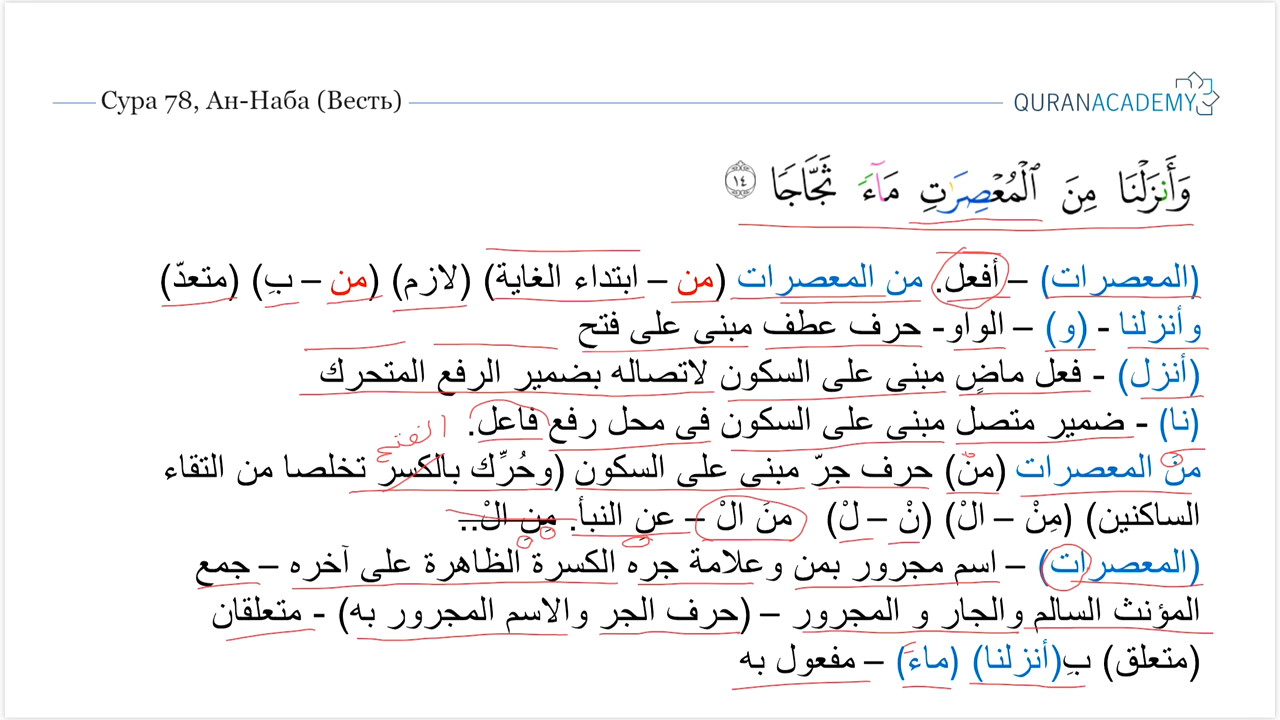 Сура 78, Ан-Наба (Весть)
QURANACADEMY
وَأَنزَلْنَا مِنَ ٱلْمُعْصِرَٰتِ مَآءً ثَجَّاجًا ١٤
(المعصرات) – أفعل. من المعصرات (من – ابتداء الغاية) (لازم) (من – بِ) (متعدّ)
وأنزلنا - (و) – الواو- حرف عطف مبنى على فتح
(أنزل) - فعل ماضٍ مبنى على السكون لاتصاله بضمير الرفع المتحرك
(نا) - ضمير متصل مبنى على السكون فى محل رفع فاعل.
الفتح
منَ المعصرات (منْ) حرف جرّ مبنى على السكون (وحُرِّك بالكسر تخلصا من التقاء
الساكنين) (مِنْ – الْ) (نْ – لْ) منَ الْ – عنِ النبأ. مِنِ الْ..
(المعصرات) – اسم مجرور بمن وعلامة جره الكسرة الظاهرة على آخره – جمع
المؤنث السالم والجار و المجرور – (حرف الجر والاسم المجرور به) - متعلقان
(متعلق) بِ(أنزلنا) (ماءً) – مفعول به